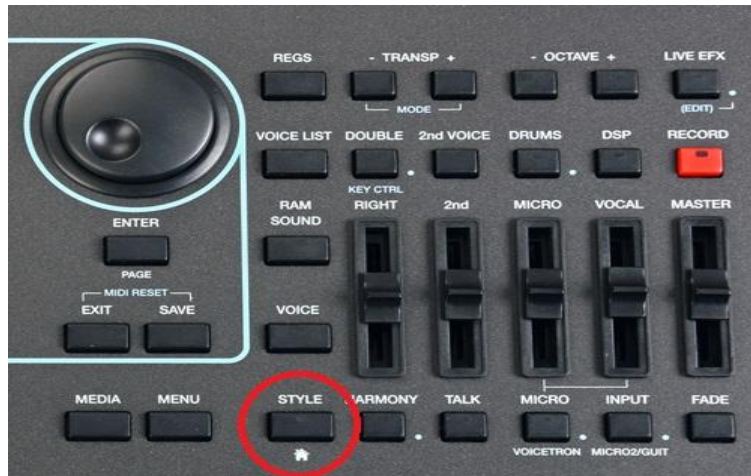 REGS - TRANSP + - OCTAVE + LIVE EFX
MODE (EDIT)
VOICE LIST DOUBLE 2nd VOICE DRUMS DSP RECORD
KEY CTRL
RAM SOUND RIGHT 2nd MICRO VOCAL MASTER
ENTER
PAGE
MIDI RESET
EXIT SAVE VOICE
MEDIA MENU STYLE HARMONY TALK MICRO INPUT FADE
VOICETRON MICRO2/GUIT